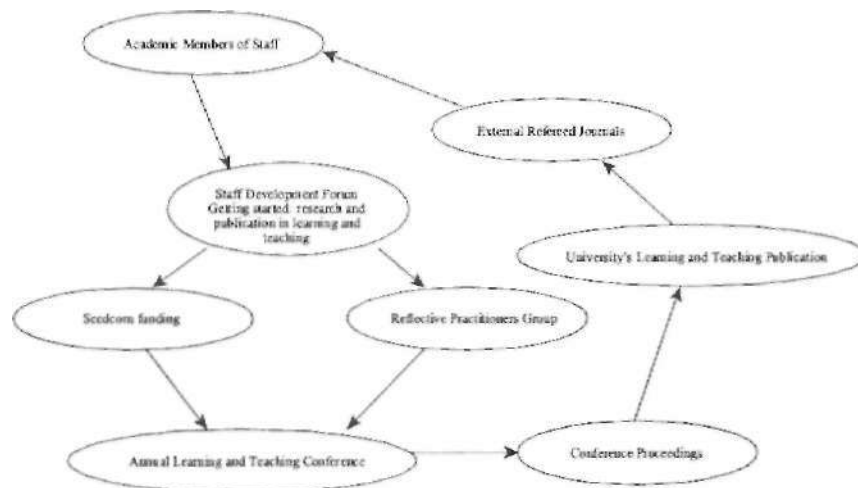 Academic Members of Staff
External Refereed Journals
Staff Development Forum
Getting started: research and
publication in learning and
teaching
University's Learning and Teaching Publication
Seedcorn funding
Reflective Practitioners Group
Annual Learning and Teaching Conference
Conference Proceedings